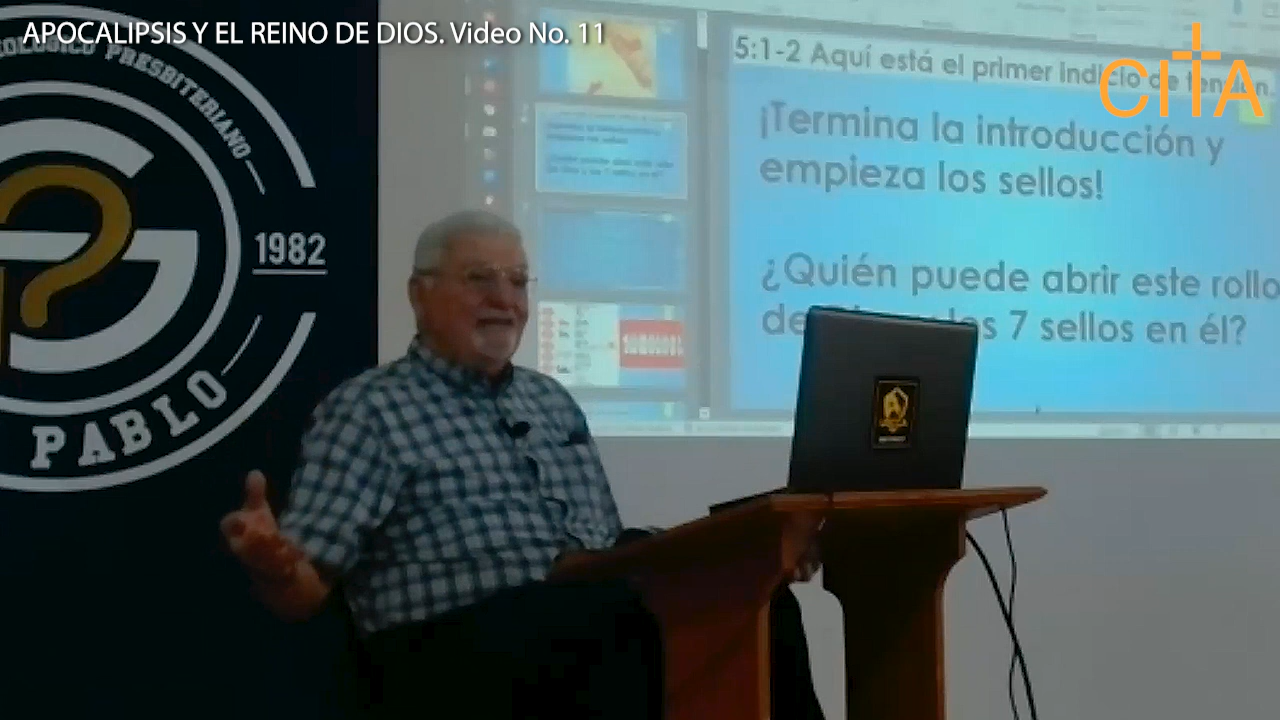 APOCALIPSIS Y EL REINO DE DIOS. Video No. 11
CITA
PRESBITERIANO
1982
PABLO
5:1-2 Aquí está el primer indicio de
¡Termina la introducción y
empieza los sellos!
¿Quién puede abrir este rollo
7 sellos en él?